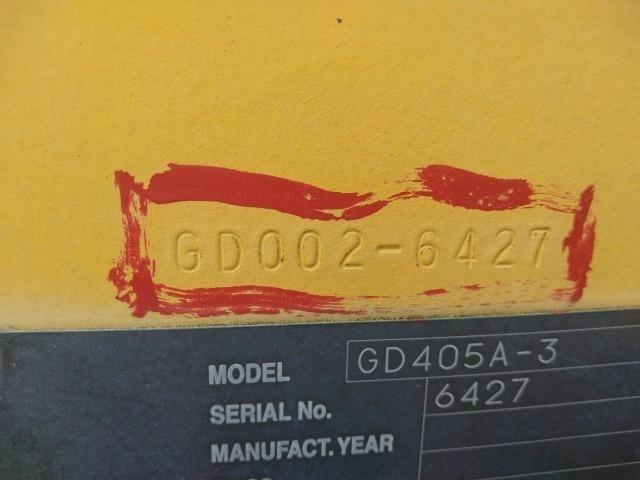 GD002-6427
MODEL GD405A-3
SERIAL No. 6427
MANUFACT. YEAR